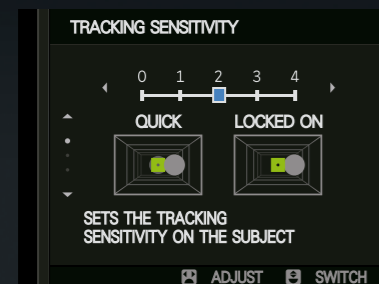 TRACKING SENSITIVITY
0 1 2 3 4
QUICK LOCKED ON
SETS THE TRACKING
SENSITIVITY ON THE SUBJECT
ADJUST SWITCH